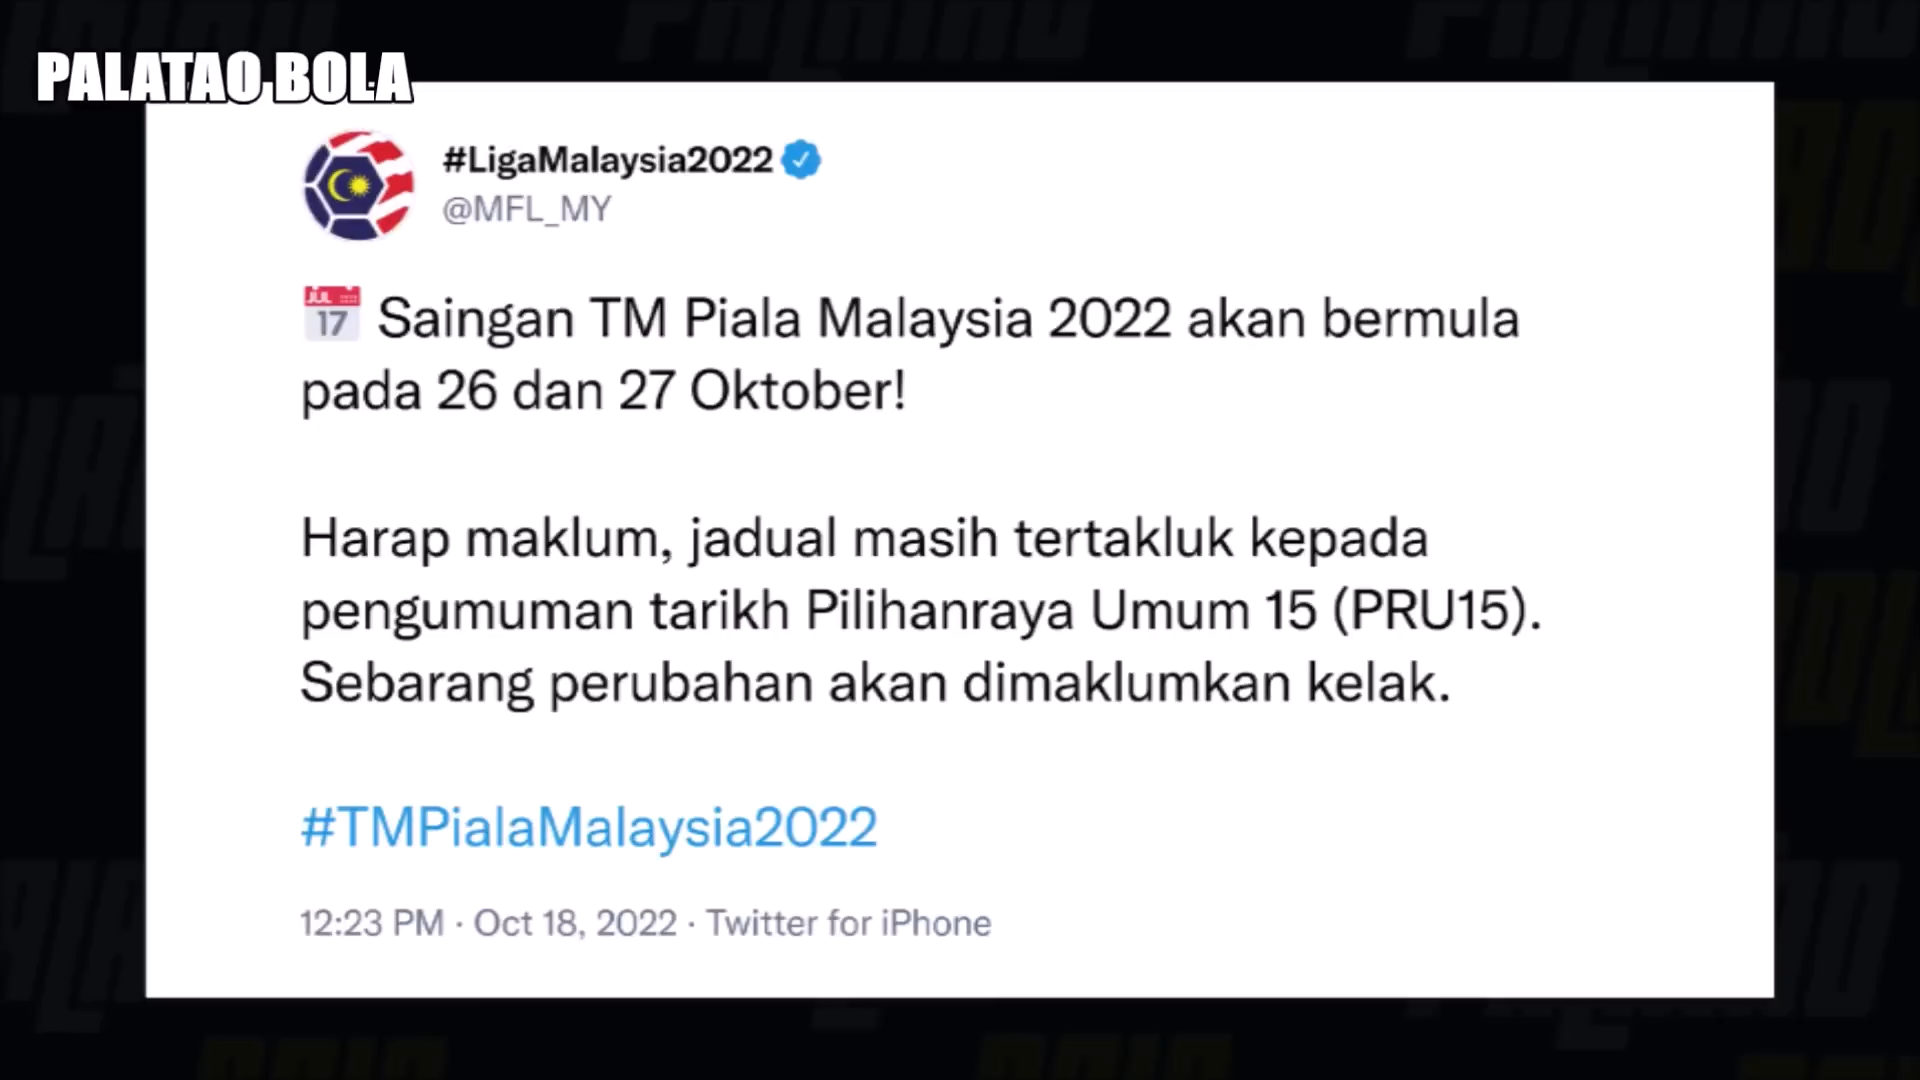 PALATAO BOLA
#LigaMalaysia2022
@MFL_MY
JUL
17
Saingan TM Piala Malaysia 2022 akan bermula
pada 26 dan 27 Oktober!
Harap maklum, jadual masih tertakluk kepada
pengumuman tarikh Pilihanraya Umum 15 (PRU15).
Sebarang perubahan akan dimaklumkan kelak.
#TMPialaMalaysia2022
12:23 PM · Oct 18, 2022 · Twitter for iPhone